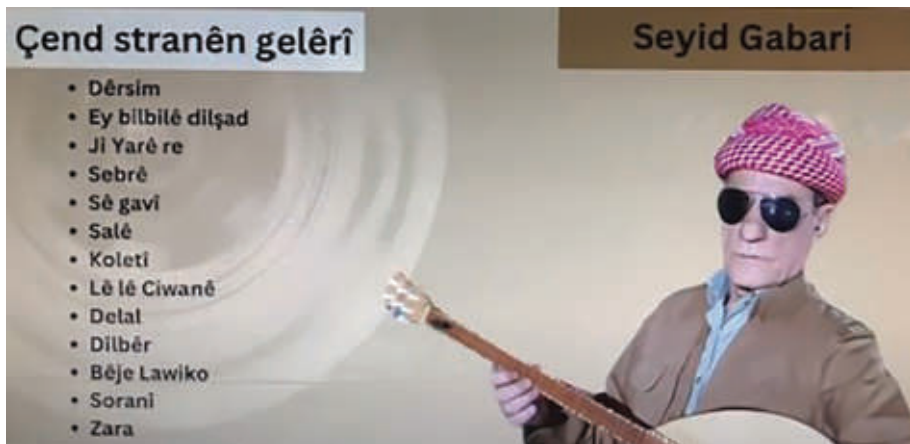 Çend stranên gelêrî
Seyid Gabari
• Dêrsim
• Ey bilbilê dilşad
• Ji Yarê re
• Sebrê
• Sê gavî
• Salê
• Koletî
• Lê lê Ciwanê
• Delal
• Dilbêr
• Bêje Lawiko
• Soranî
• Zara